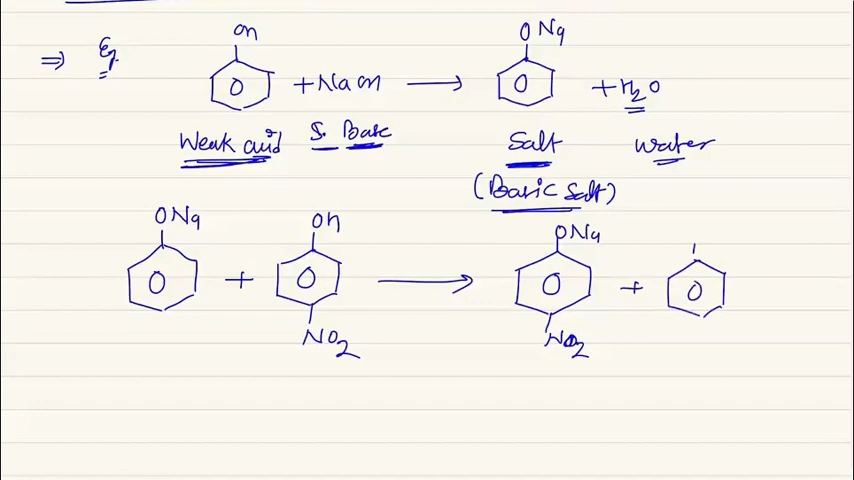 ⇒ Eg. OH + NaOH ⟶ ONa + H2O
Weak acid S. Base Salt water
(Basic Salt)
ONa + OH ⟶ ONa +
NO2 NO2